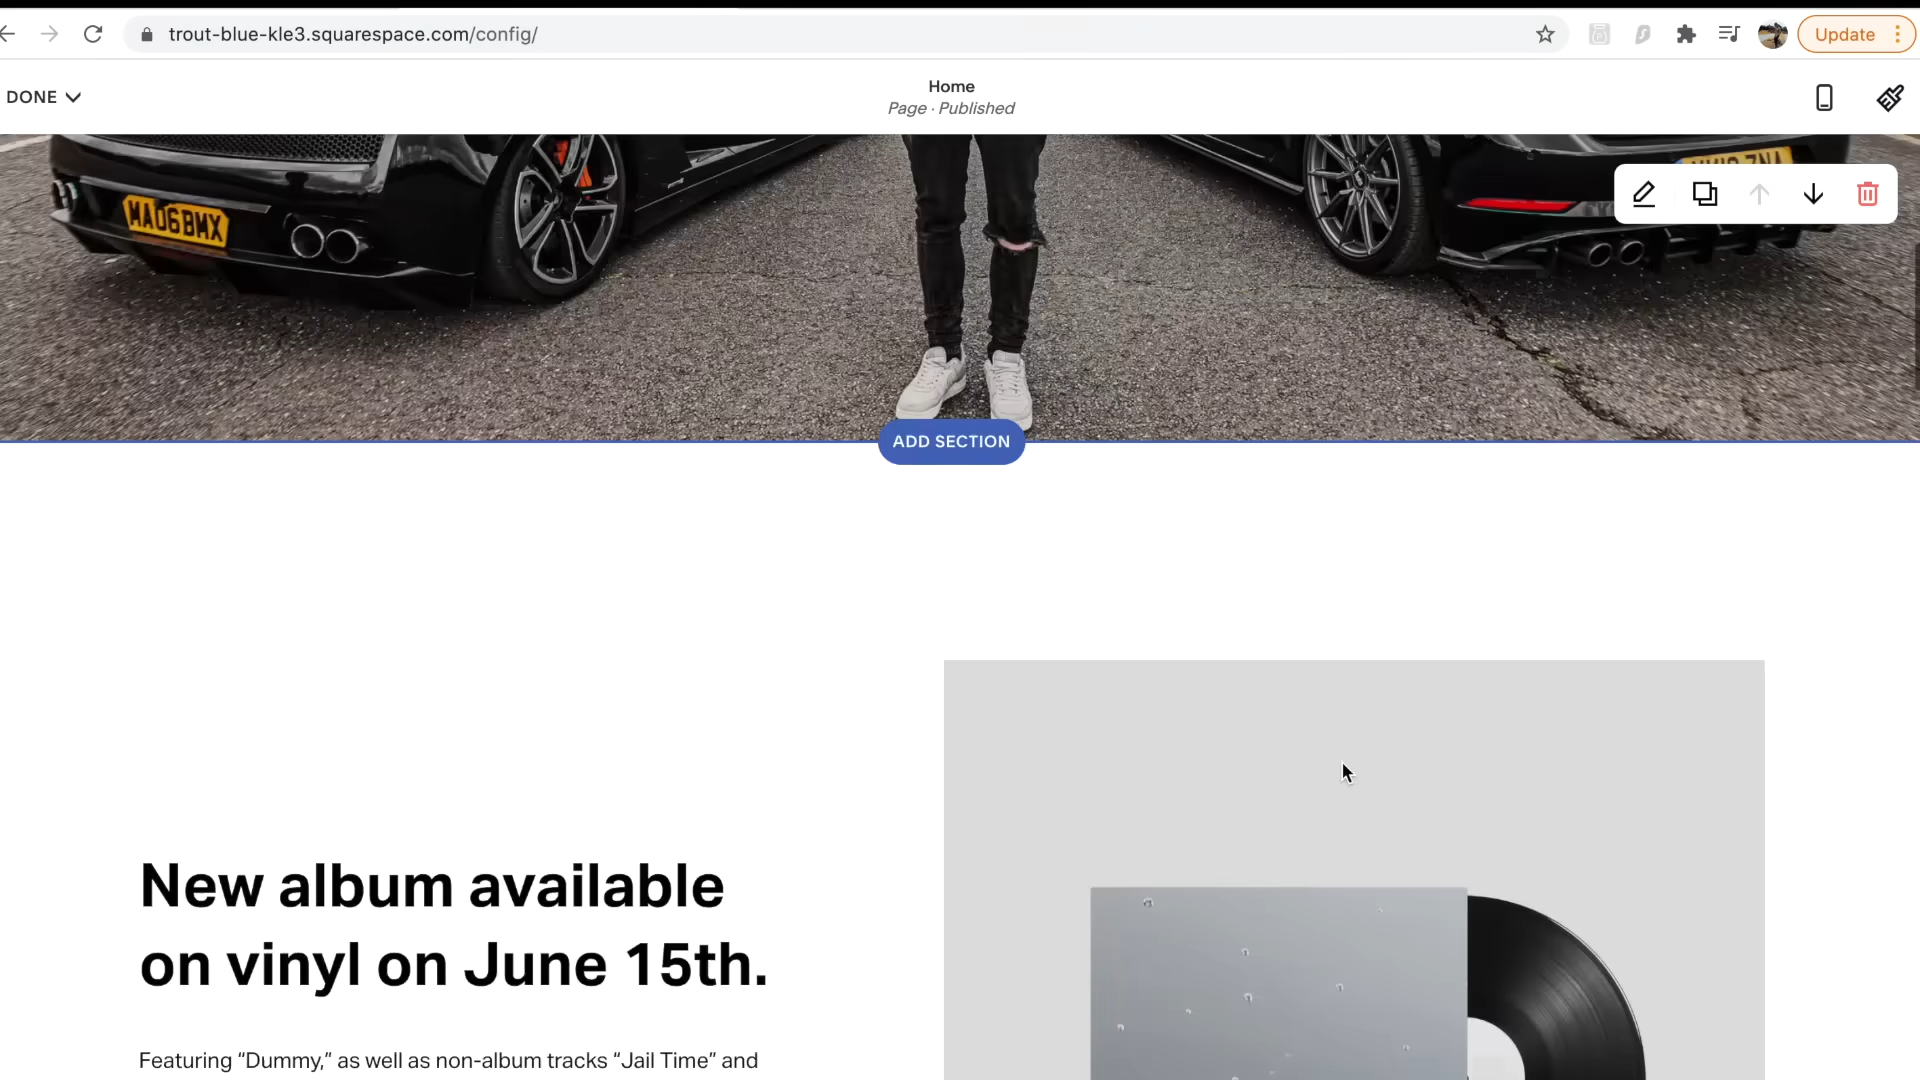 trout-blue-kle3.squarespace.com/config/
Update
DONE
Home
Page · Published
MA06BMX
ADD SECTION
New album available
on vinyl on June 15th.
Featuring “Dummy,” as well as non-album tracks “Jail Time” and